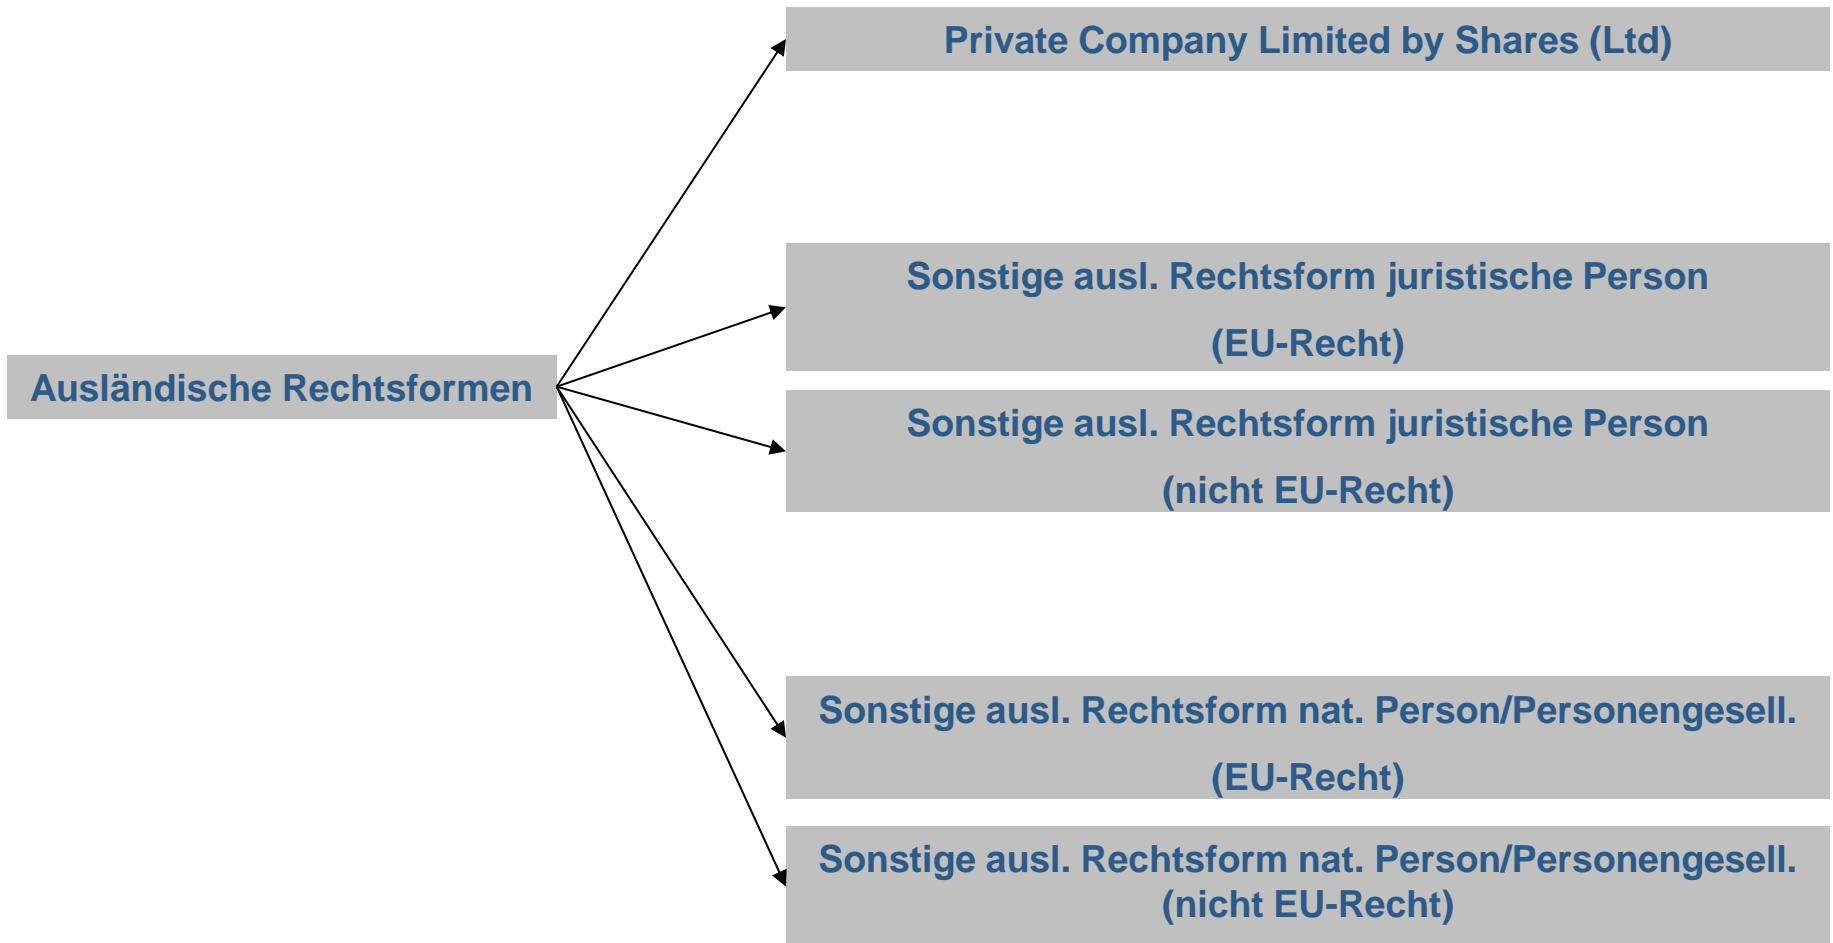 Private Company Limited by Shares (Ltd)
Sonstige ausl. Rechtsform juristische Person
(EU-Recht)
Ausländische Rechtsformen
Sonstige ausl. Rechtsform juristische Person
(nicht EU-Recht)
Sonstige ausl. Rechtsform nat. Person/Personengesell.
(EU-Recht)
Sonstige ausl. Rechtsform nat. Person/Personengesell.
(nicht EU-Recht)